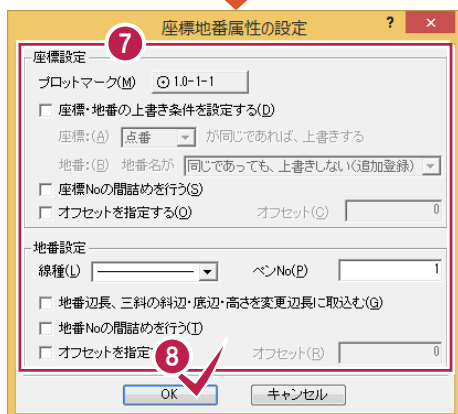 座標地番属性の設定 ? ×
7
座標設定
プロットマーク(M) 1.0-1-1
座標・地番の上書き条件を設定する(D)
座標:(A) 点番 が同じであれば、上書きする
地番:(B) 地番名が 同じであっても、上書きしない(追加登録)
座標Noの間詰めを行う(S)
オフセットを指定する(O) オフセット(C) 0
地番設定
線種(L) ペンNo(P) 1
地番辺長、三斜の斜辺・底辺・高さを変更辺長に取込む(G)
地番Noの間詰めを行う(T)
オフセットを指定 8 オフセット(R) 0
OK キャンセル